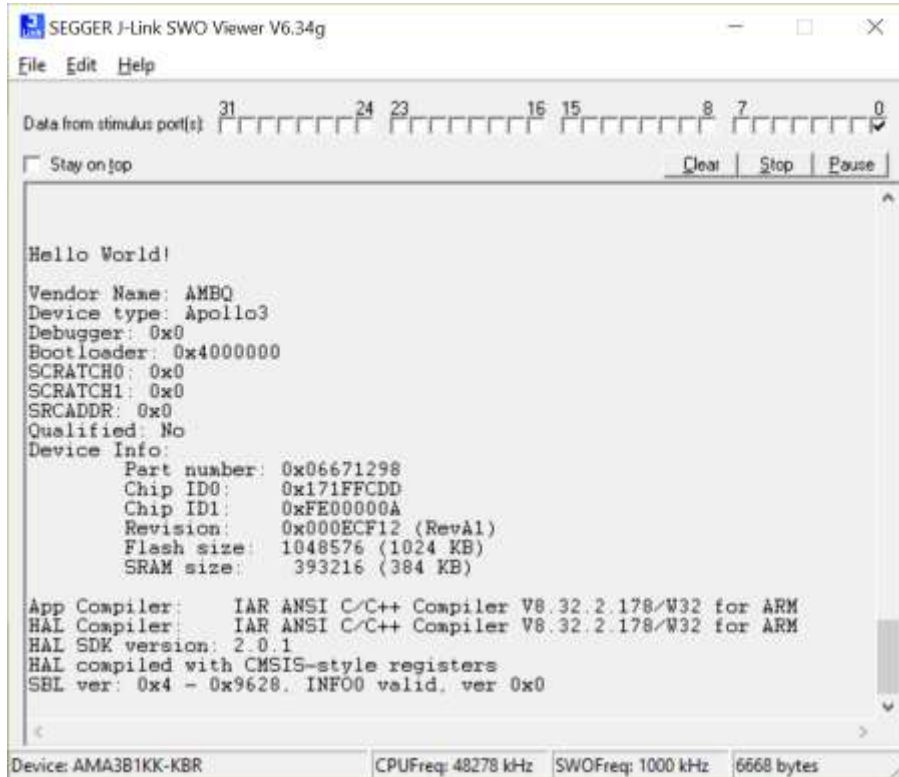 SEGGER J-Link SWO Viewer V6.34g
File Edit Help
Data from stimulus port(s): 31 24 23 16 15 8 7 0
Stay on top Clear Stop Pause
Hello World!
Vendor Name: AMBQ
Device type: Apollo3
Debugger: 0x0
Bootloader: 0x4000000
SCRATCH0: 0x0
SCRATCH1: 0x0
SRCADDR: 0x0
Qualified: No
Device Info:
Part number: 0x06671298
Chip ID0: 0x171FFCDD
Chip ID1: 0xFE00000A
Revision: 0x000ECF12 (RevA1)
Flash size: 1048576 (1024 KB)
SRAM size: 393216 (384 KB)
App Compiler: IAR ANSI C/C++ Compiler V8.32.2.178/W32 for ARM
HAL Compiler: IAR ANSI C/C++ Compiler V8.32.2.178/W32 for ARM
HAL SDK version: 2.0.1
HAL compiled with CMSIS-style registers
SBL ver: 0x4 - 0x9628, INFO0 valid, ver 0x0
Device: AMA3B1KK-KBR CPUFreq: 48278 kHz SWOFreq: 1000 kHz 6668 bytes